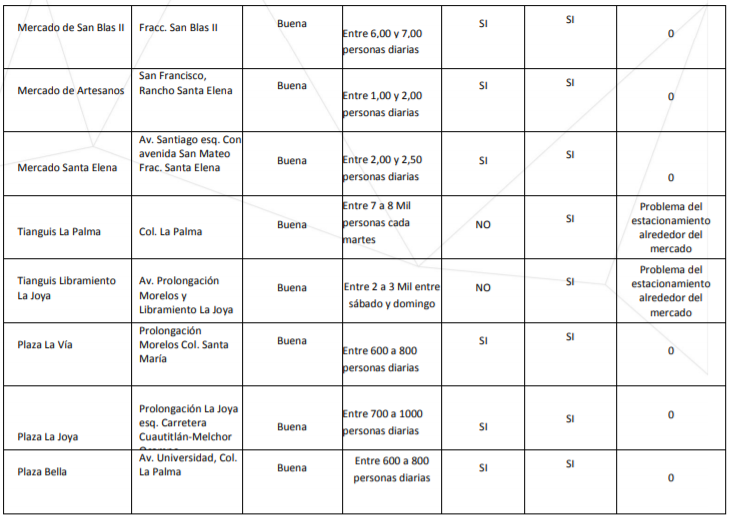 Mercado de San Blas II
Fracc. San Blas II
Buena
Entre 6,00 y 7,00
personas diarias
SI
SI
0
Mercado de Artesanos
San Francisco,
Rancho Santa Elena
Buena
Entre 1,00 y 2,00
personas diarias
SI
SI
0
Mercado Santa Elena
Av. Santiago esq. Con
avenida San Mateo
Frac. Santa Elena
Buena
Entre 2,00 y 2,50
personas diarias
SI
SI
0
Tianguis La Palma
Col. La Palma
Buena
Entre 7 a 8 Mil
personas cada
martes
NO
SI
Problema del
estacionamiento
alrededor del
mercado
Tianguis Libramiento
La Joya
Av. Prolongación
Morelos y
Libramiento La Joya
Buena
Entre 2 a 3 Mil entre
sábado y domingo
NO
SI
Problema del
estacionamiento
alrededor del
mercado
Plaza La Vía
Prolongación
Morelos Col. Santa
María
Buena
Entre 600 a 800
personas diarias
SI
SI
0
Plaza La Joya
Prolongación La Joya
esq. Carretera
Cuautitlán-Melchor
Buena
Entre 700 a 1000
personas diarias
SI
SI
0
Plaza Bella
Av. Universidad, Col.
La Palma
Buena
Entre 600 a 800
personas diarias
SI
SI
0